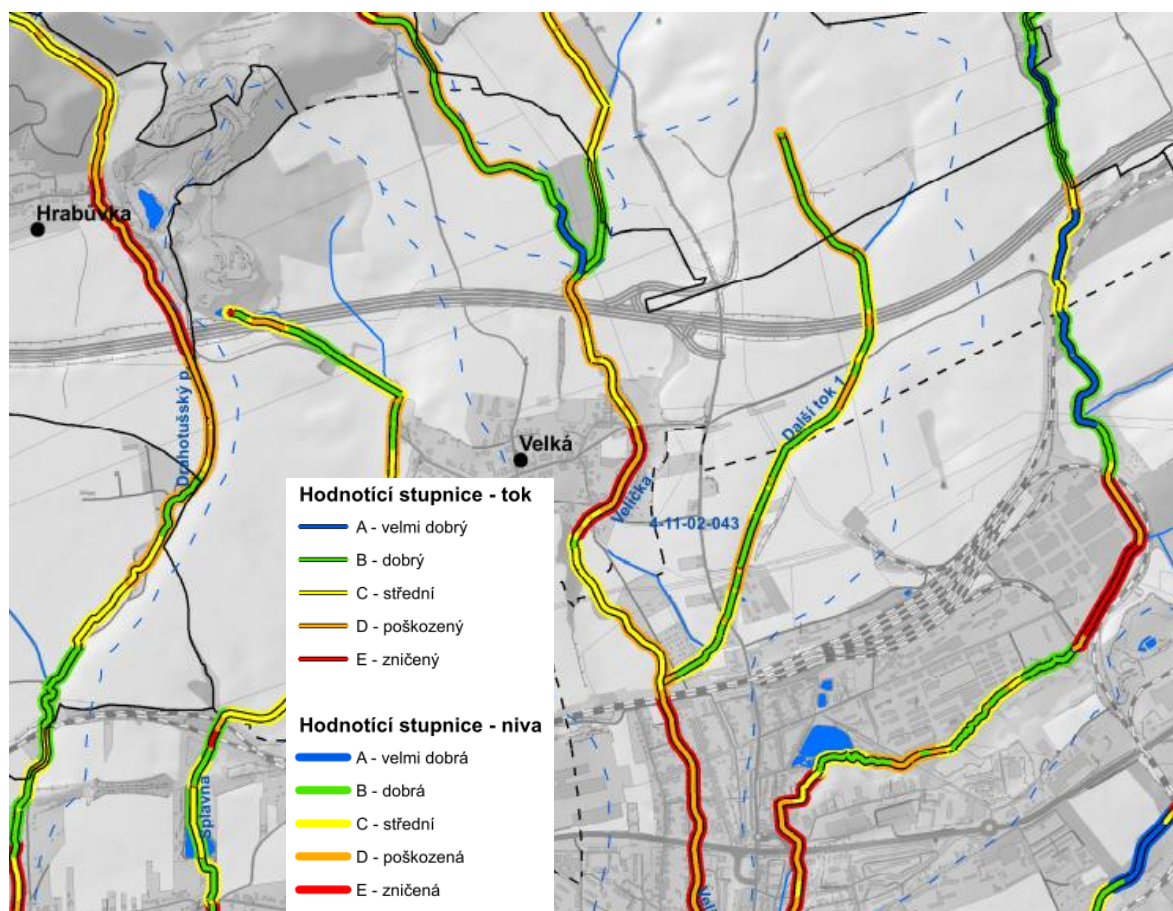 Hrabůvka
Drahotušský p.
Velká
Velička
4-11-02-043
Další tok 1
Hodnotící stupnice - tok
A - velmi dobrý
B - dobrý
C - střední
D - poškozený
E - zničený
Hodnotící stupnice - niva
A - velmi dobrá
B - dobrá
C - střední
D - poškozená
E - zničená
Splavná
Veli